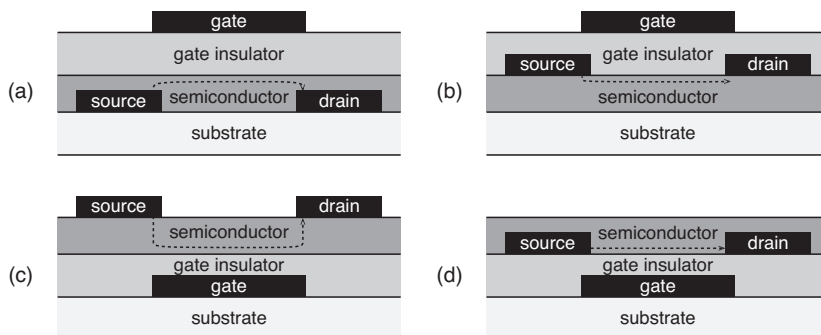 (a)
gate
gate insulator
source
semiconductor
drain
substrate
(b)
gate
gate insulator
source
drain
semiconductor
substrate
(c)
source
drain
semiconductor
gate insulator
gate
substrate
(d)
semiconductor
source
drain
gate insulator
gate
substrate